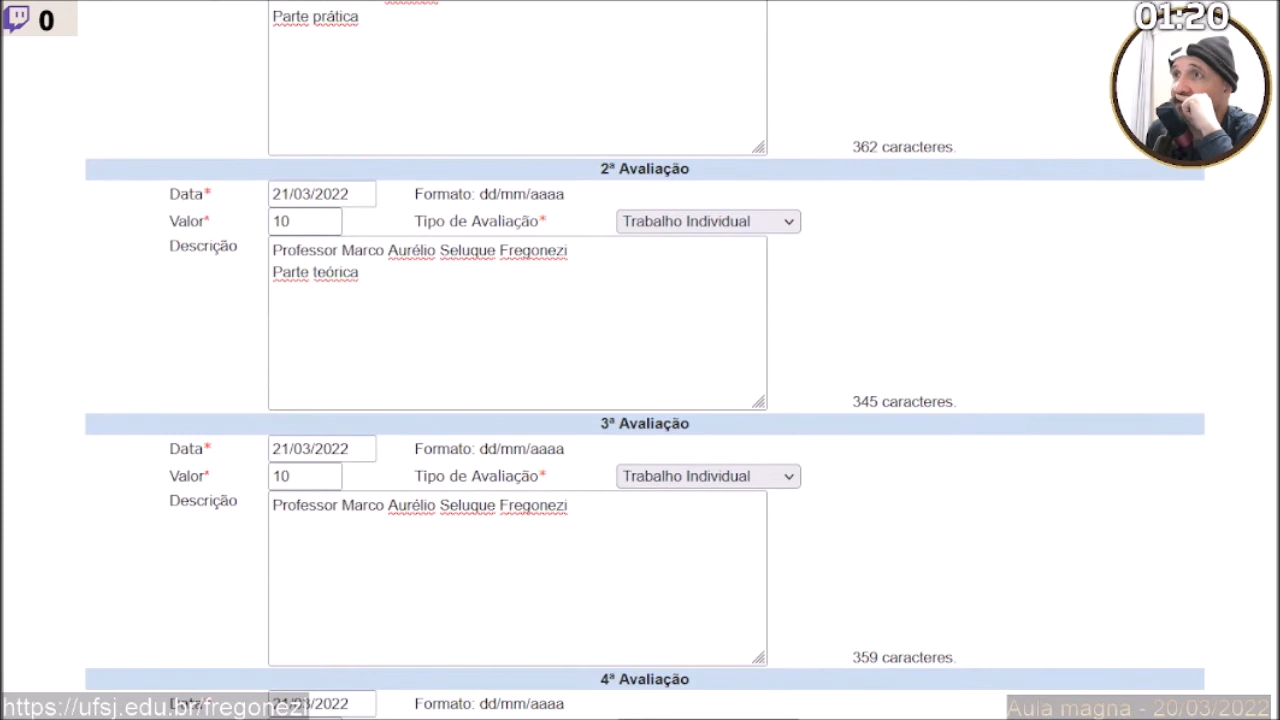 0
01:20
Parte prática
362 caracteres.
2ª Avaliação
Data* 21/03/2022 Formato: dd/mm/aaaa
Valor* 10 Tipo de Avaliação* Trabalho Individual
Descrição Professor Marco Aurélio Seluque Fregonezi
Parte teórica
345 caracteres.
3ª Avaliação
Data* 21/03/2022 Formato: dd/mm/aaaa
Valor* 10 Tipo de Avaliação* Trabalho Individual
Descrição Professor Marco Aurélio Seluque Fregonezi
359 caracteres.
4ª Avaliação
Data* 21/03/2022 Formato: dd/mm/aaaa
https://ufsj.edu.br/fregonezi
Aula magna - 20/03/2022